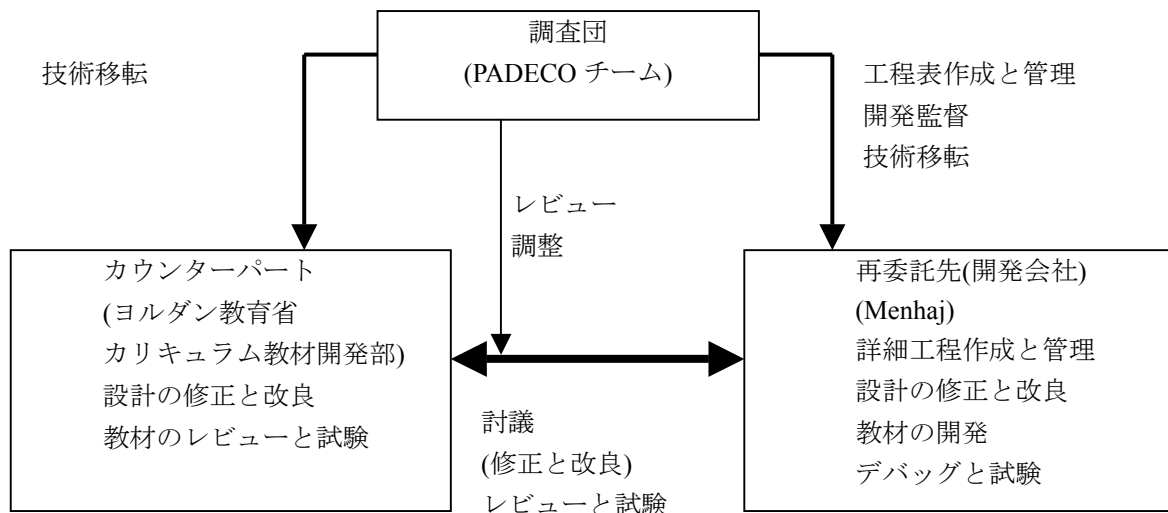 調査団
(PADECO チーム)
技術移転
工程表作成と管理
開発監督
技術移転
レビュー
調整
カウンターパート
(ヨルダン教育省
カリキュラム教材開発部)
設計の修正と改良
教材のレビューと試験
再委託先(開発会社)
(Menhaj)
詳細工程作成と管理
設計の修正と改良
教材の開発
デバッグと試験
討議
(修正と改良)
レビューと試験